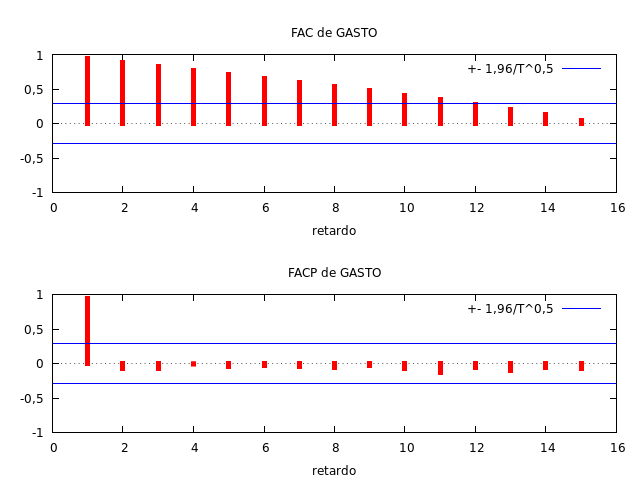 FAC de GASTO
1
0,5
0
-0,5
-1
+- 1,96/T^0,5
0 2 4 6 8 10 12 14 16
retardo
FACP de GASTO
1
0,5
0
-0,5
-1
+- 1,96/T^0,5
0 2 4 6 8 10 12 14 16
retardo